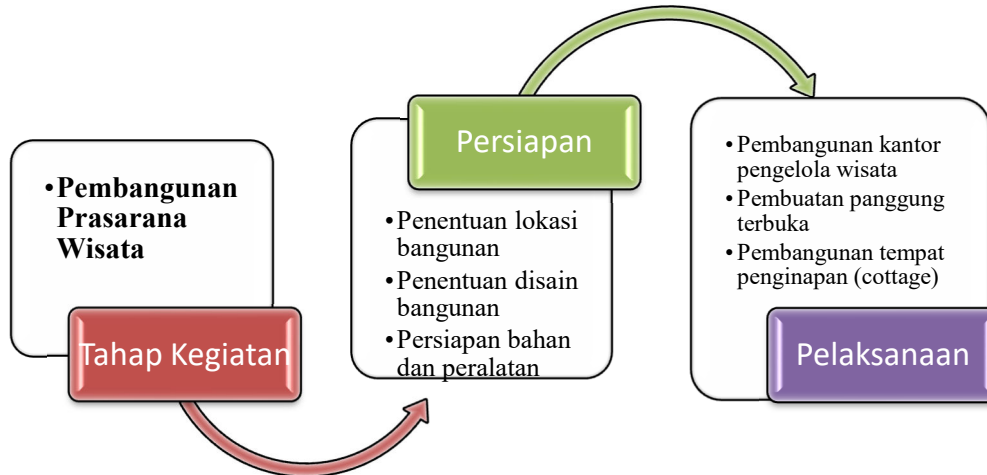 •Pembangunan
Prasarana
Wisata
Tahap Kegiatan
Persiapan
•Penentuan lokasi
bangunan
•Penentuan disain
bangunan
•Persiapan bahan
dan peralatan
•Pembangunan kantor
pengelola wisata
•Pembuatan panggung
terbuka
•Pembangunan tempat
penginapan (cottage)
Pelaksanaan